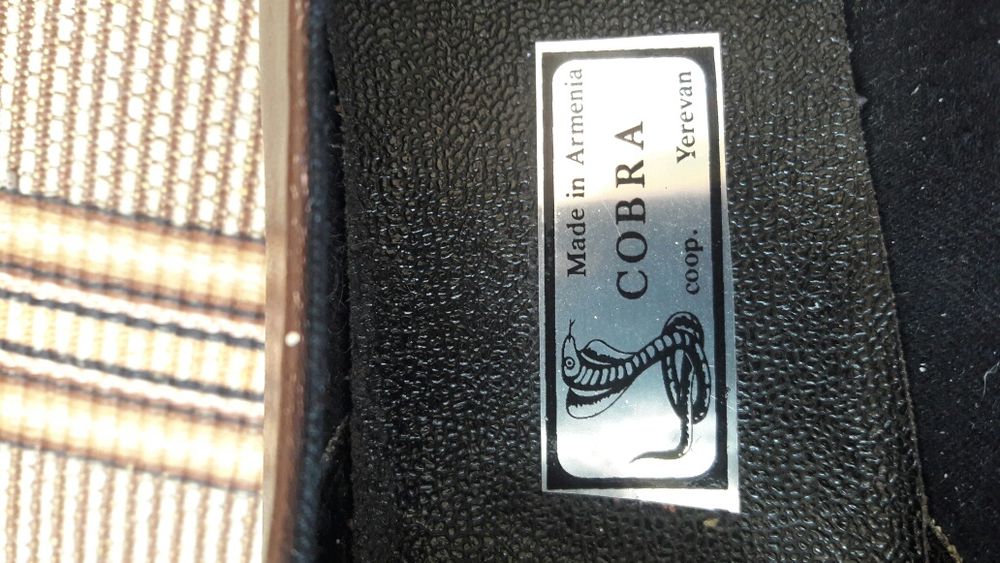 Made in Armenia
COBRA
coop. Yerevan